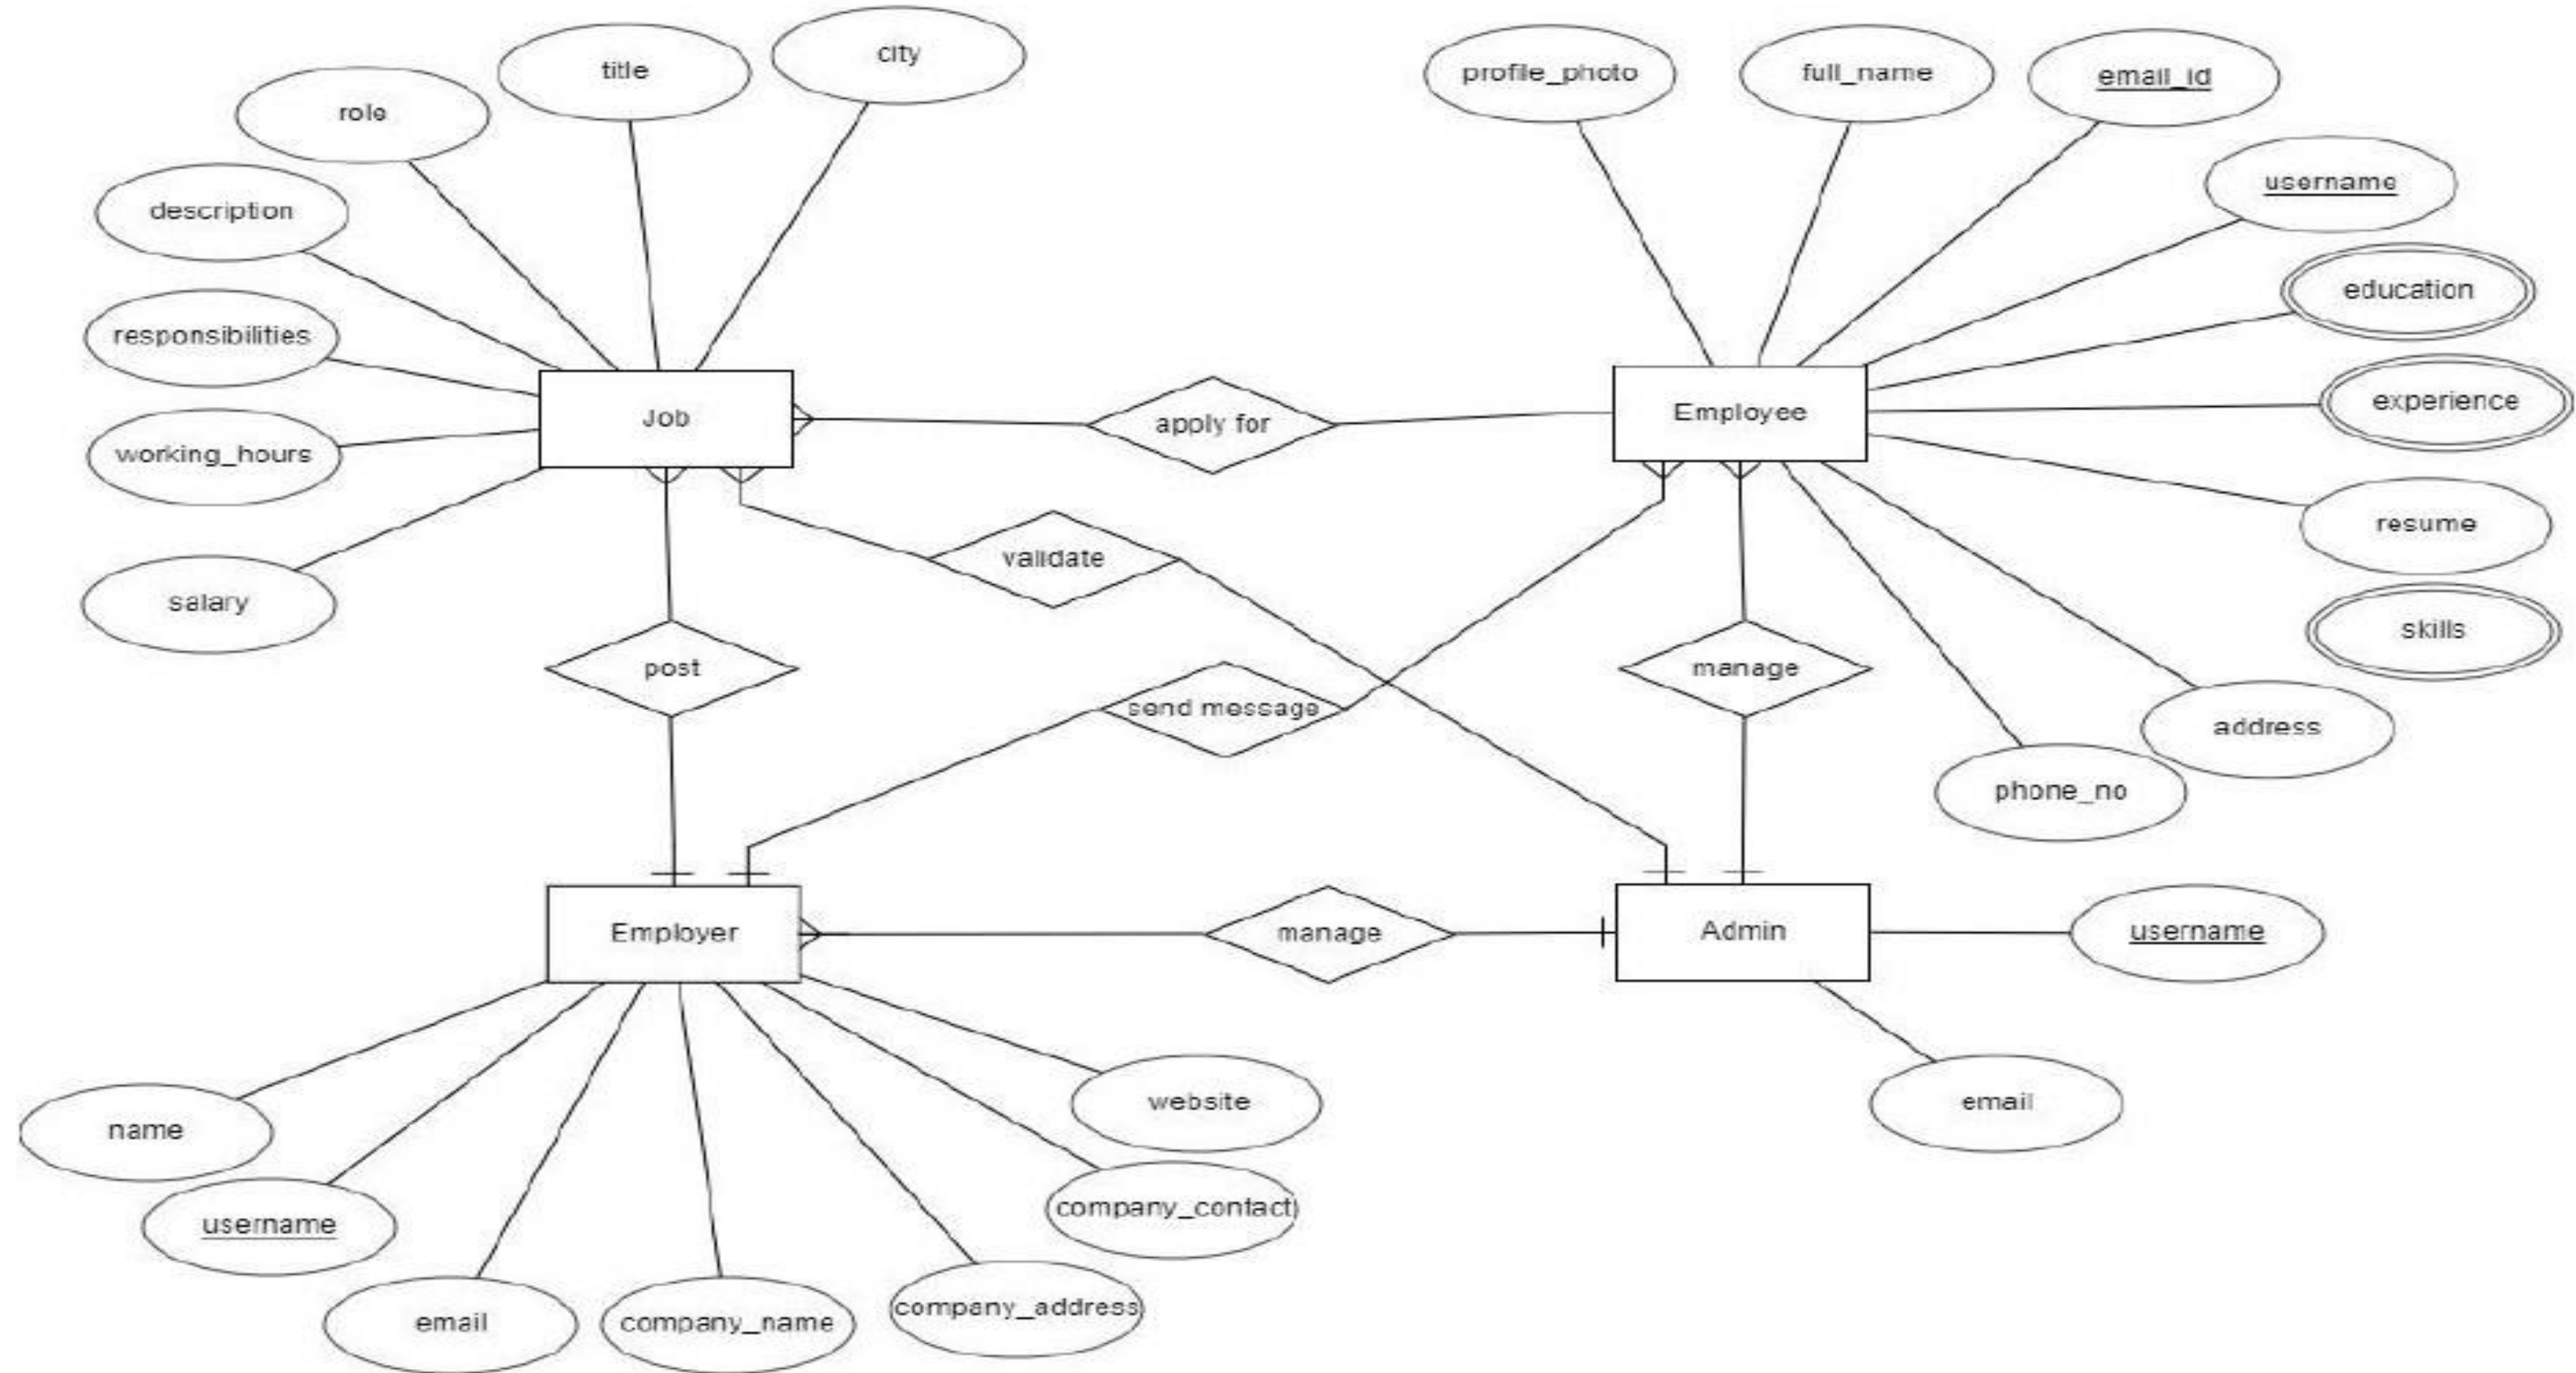 city
title
profile_photo
full_name
email_id
role
username
description
education
responsibilities
experience
Job
apply for
Employee
working_hours
resume
validate
salary
skills
post
manage
send message
address
phone_no
Employer
manage
Admin
username
website
email
name
company_contact
username
company_address
email
company_name